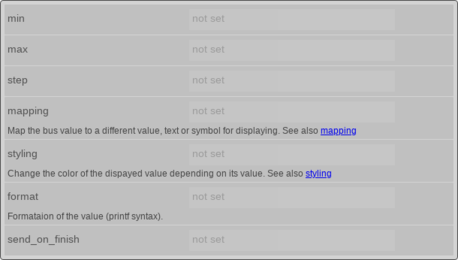 min not set
max not set
step not set
mapping not set
Map the bus value to a different value, text or symbol for displaying. See also mapping
styling not set
Change the color of the dispayed value depending on its value. See also styling
format not set
Formataion of the value (printf syntax).
send_on_finish not set